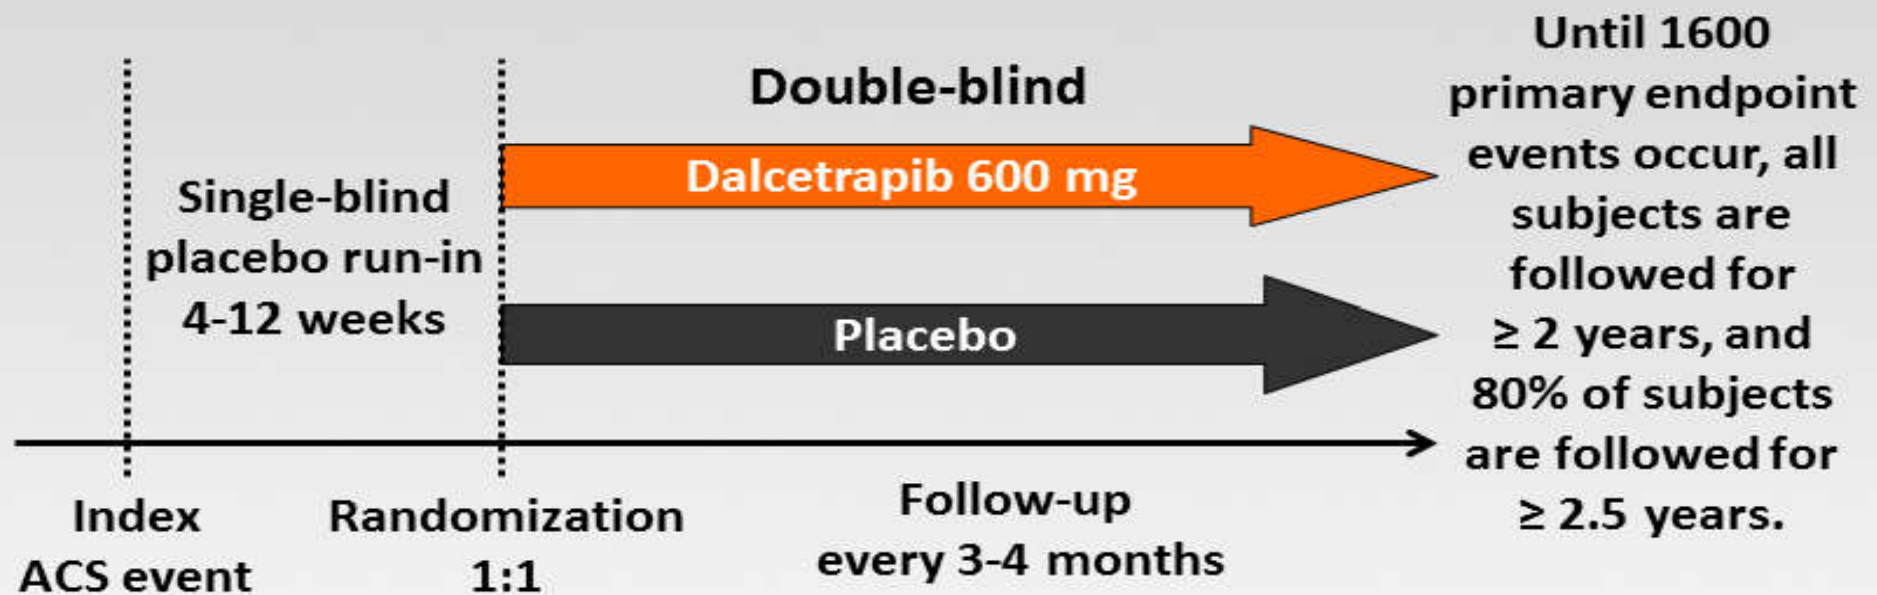 Single-blind
placebo run-in
4-12 weeks
Double-blind
Dalcetrapib 600 mg
Placebo
Until 1600
primary endpoint
events occur, all
subjects are
followed for
≥ 2 years, and
80% of subjects
are followed for
≥ 2.5 years.
Index
ACS event
Randomization
1:1
Follow-up
every 3-4 months